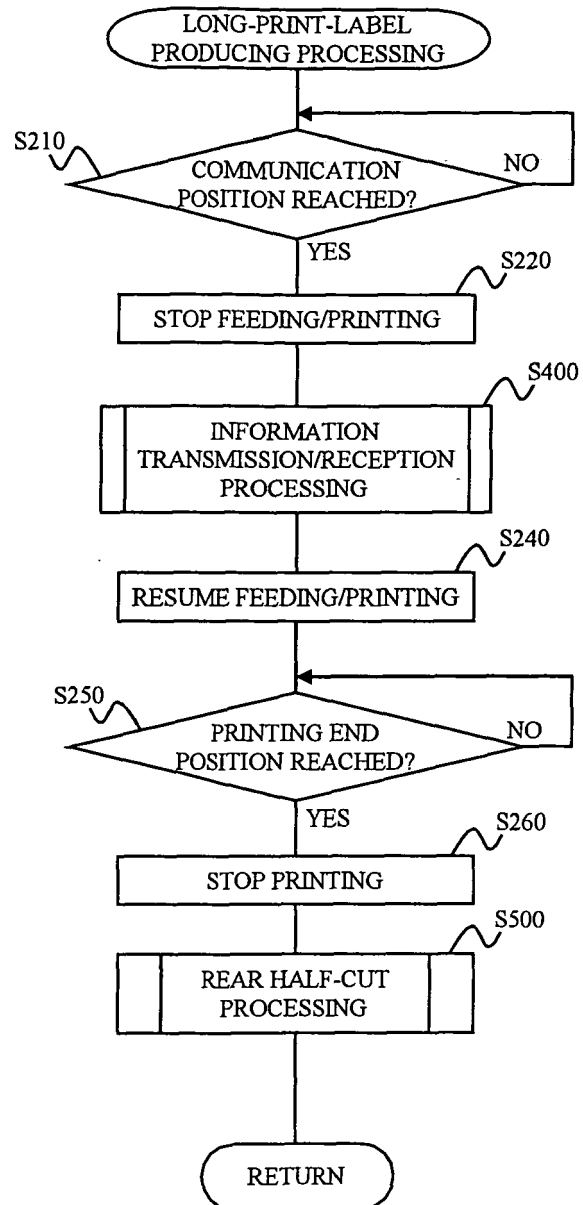 LONG-PRINT-LABEL
PRODUCING PROCESSING
S210
COMMUNICATION
POSITION REACHED?
NO
YES
S220
STOP FEEDING/PRINTING
S400
INFORMATION
TRANSMISSION/RECEPTION
PROCESSING
S240
RESUME FEEDING/PRINTING
S250
PRINTING END
POSITION REACHED?
NO
YES
S260
STOP PRINTING
S500
REAR HALF-CUT
PROCESSING
RETURN